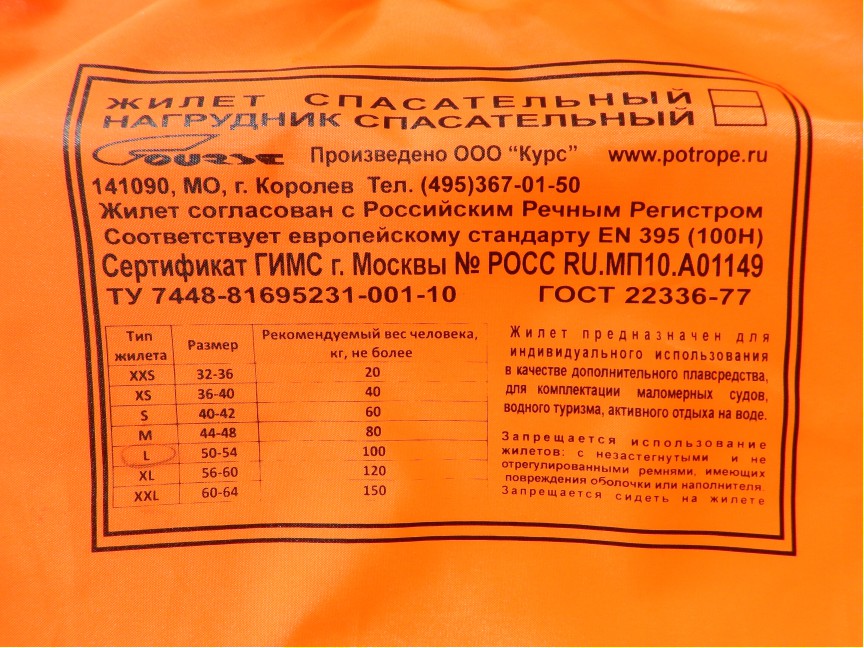 ЖИЛЕТ СПАСАТЕЛЬНЫЙ
НАГРУДНИК СПАСАТЕЛЬНЫЙ
Course Произведено ООО “Курс” www.potrope.ru
141090, МО, г. Королев Тел. (495)367-01-50
Жилет согласован с Российским Речным Регистром
Соответствует европейскому стандарту EN 395 (100H)
Сертификат ГИМС г. Москвы № РОСС RU.МП10.А01149
ТУ 7448-81695231-001-10 ГОСТ 22336-77
Тип жилета Размер Рекомендуемый вес человека, кг, не более
XXS 32-36 20
XS 36-40 40
S 40-42 60
M 44-48 80
L 50-54 100
XL 56-60 120
XXL 60-64 150
Жилет предназначен для
индивидуального использования
в качестве дополнительного плавсредства,
для комплектации маломерных судов,
водного туризма, активного отдыха на воде.
Запрещается использование
жилетов: с незастегнутыми и не
отрегулированными ремнями, имеющих
повреждения оболочки или наполнителя.
Запрещается сидеть на жилете